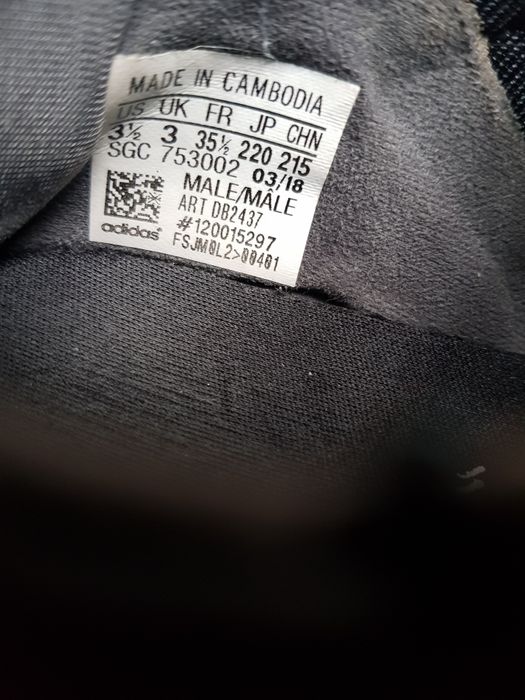 MADE IN CAMBODIA
US UK FR JP CHN
3½ 3 35½ 220 215
SGC 753002 03/18
MALE/MÂLE
ART DB2437
#120015297
adidas FSJM0L2>00401